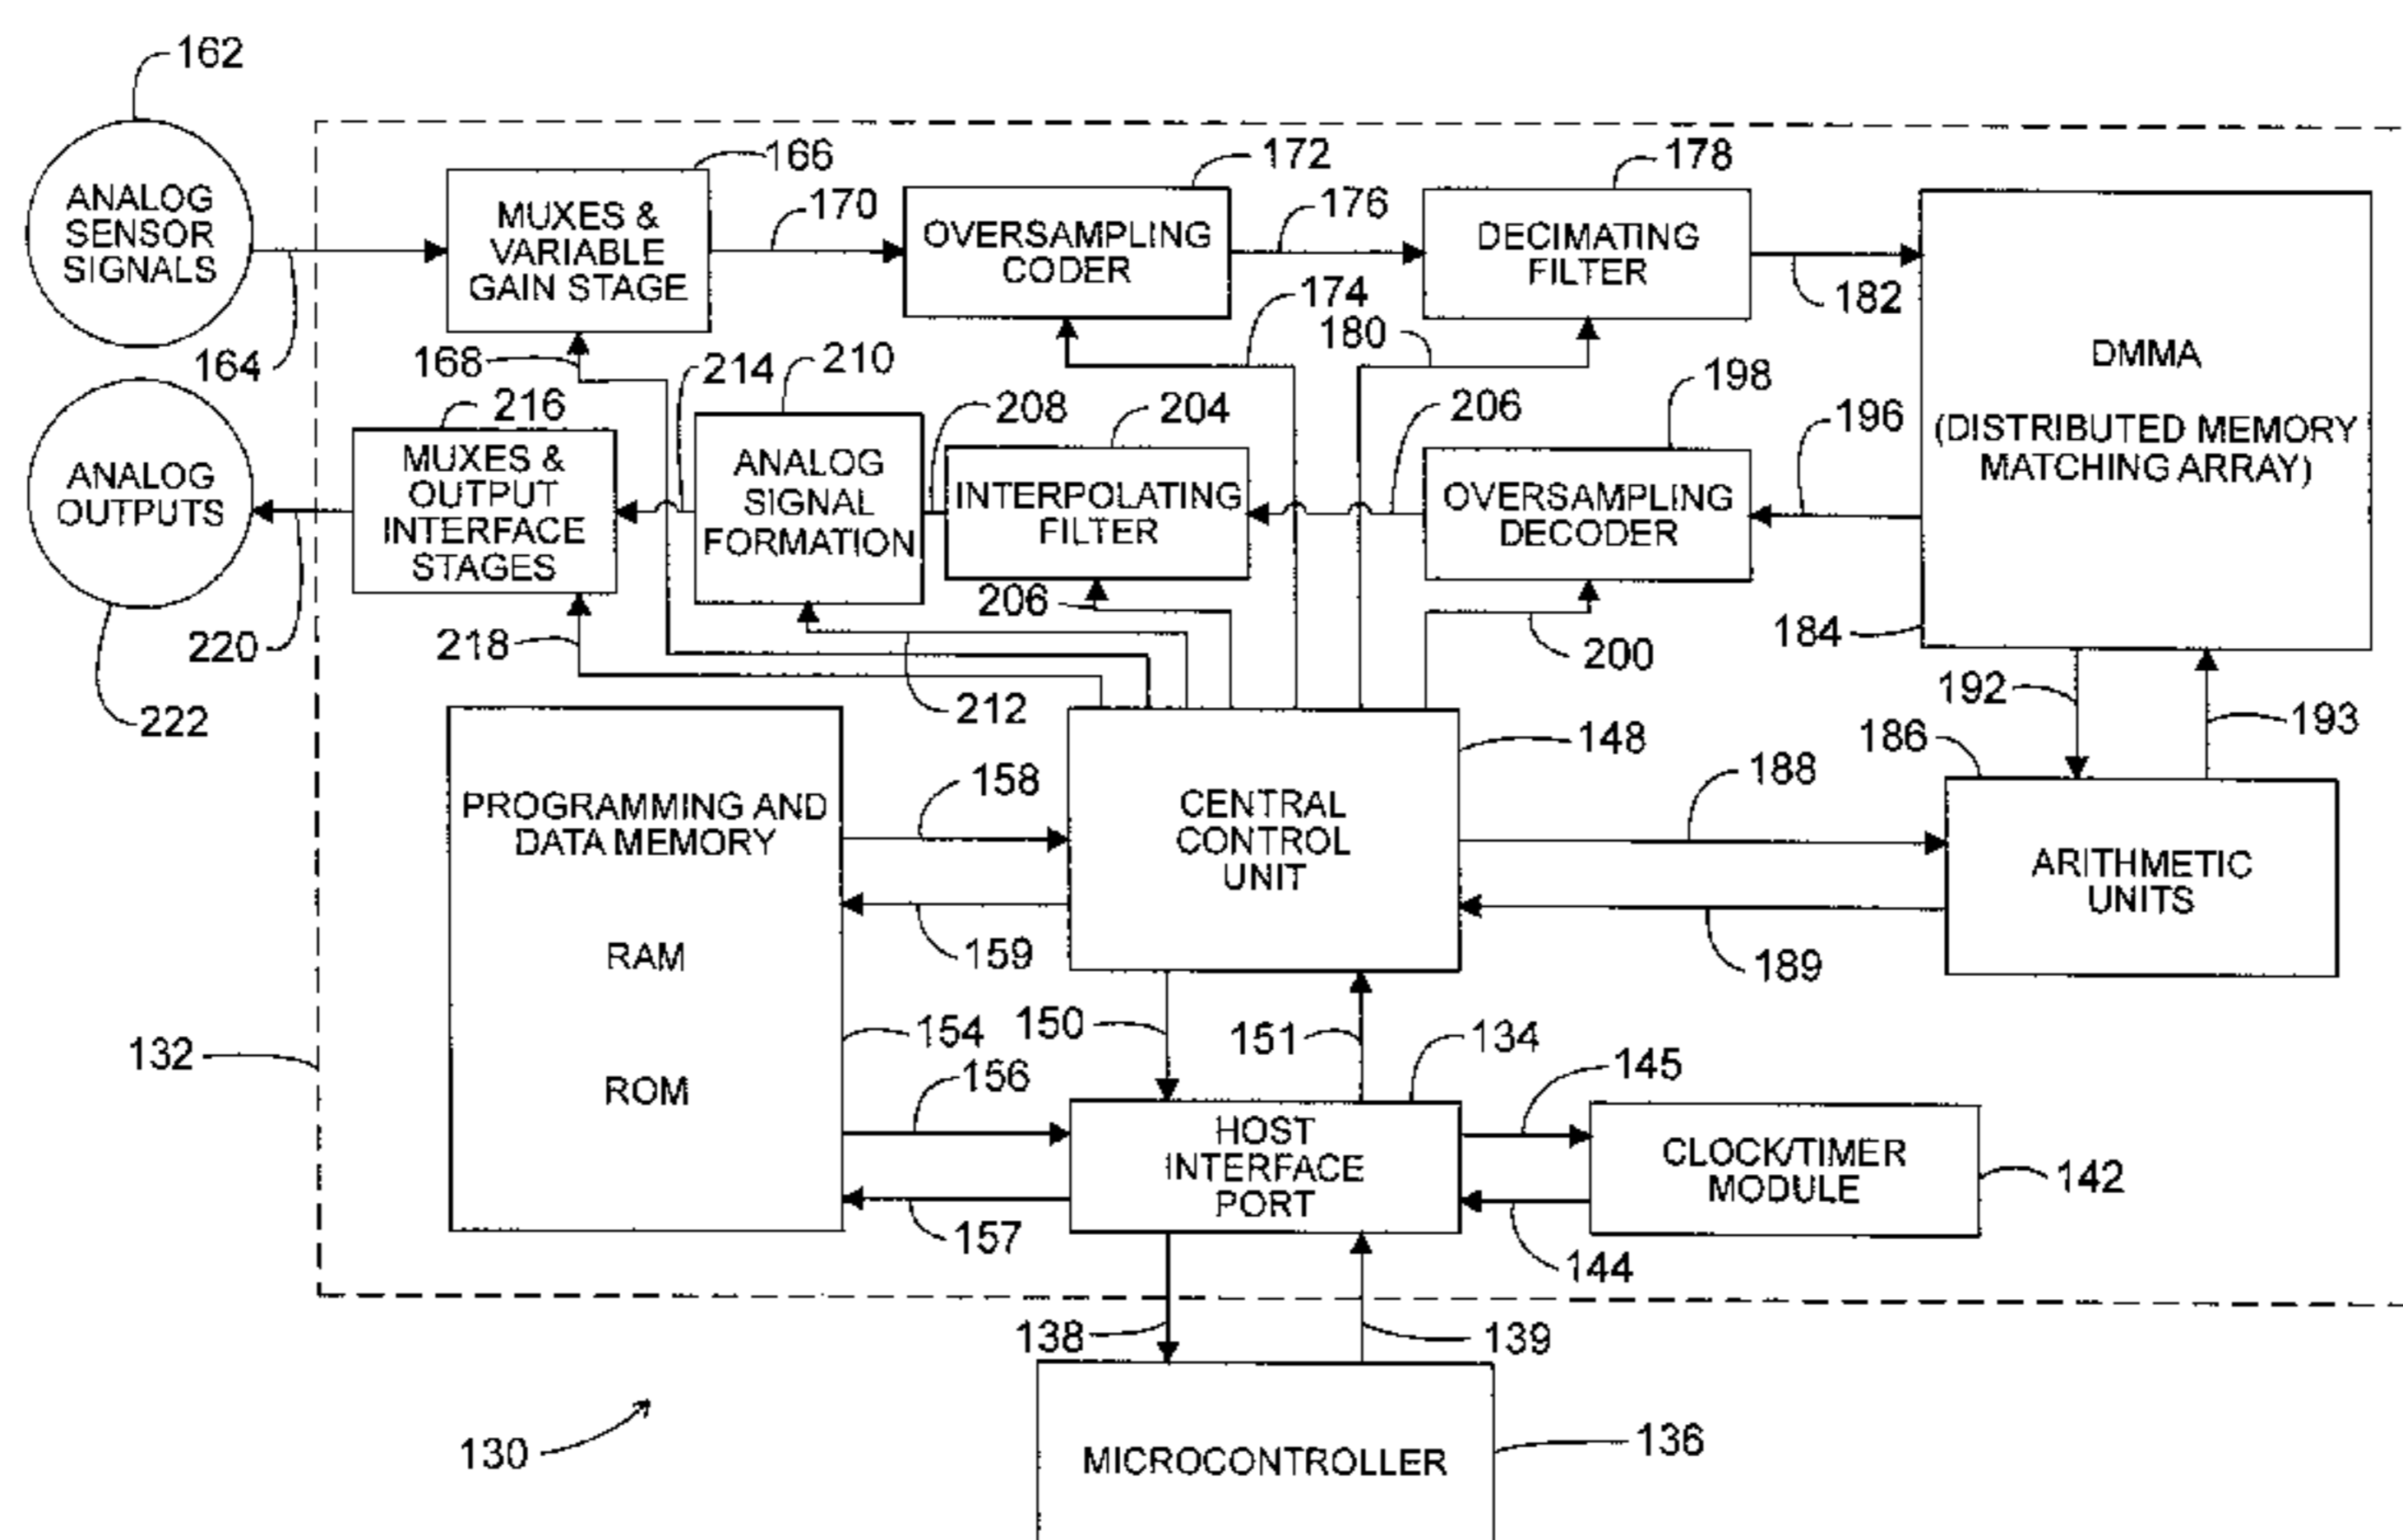 162
166
172
178
ANALOG
SENSOR
SIGNALS
MUXES &
VARIABLE
GAIN STAGE
170
OVERSAMPLING
CODER
176
DECIMATING
FILTER
182
164
168
174
180
DMMA
(DISTRIBUTED MEMORY
MATCHING ARRAY)
216
214
210
208
204
206
198
196
ANALOG
OUTPUTS
MUXES &
OUTPUT
INTERFACE
STAGES
ANALOG
SIGNAL
FORMATION
INTERPOLATING
FILTER
OVERSAMPLING
DECODER
220
218
206
200
184
222
212
192
193
148
186
PROGRAMMING AND
DATA MEMORY
RAM
ROM
158
CENTRAL
CONTROL
UNIT
188
ARITHMETIC
UNITS
159
189
132
154
150
151
134
145
156
HOST
INTERFACE
PORT
CLOCK/TIMER
MODULE
142
157
144
138
139
130
MICROCONTROLLER
136